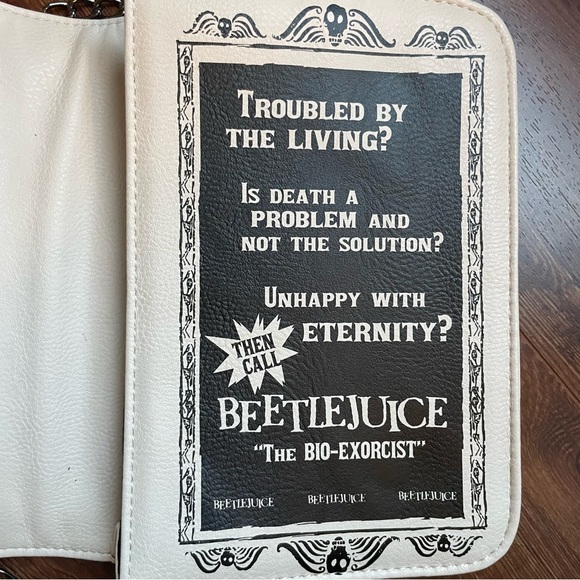 TROUBLED BY
THE LIVING?
IS DEATH A
PROBLEM AND
NOT THE SOLUTION?
UNHAPPY WITH
ETERNITY?
THEN
CALL
BEETLEJUICE
"THE BIO-EXORCIST"
BEETLEJUICE BEETLEJUICE BEETLEJUICE